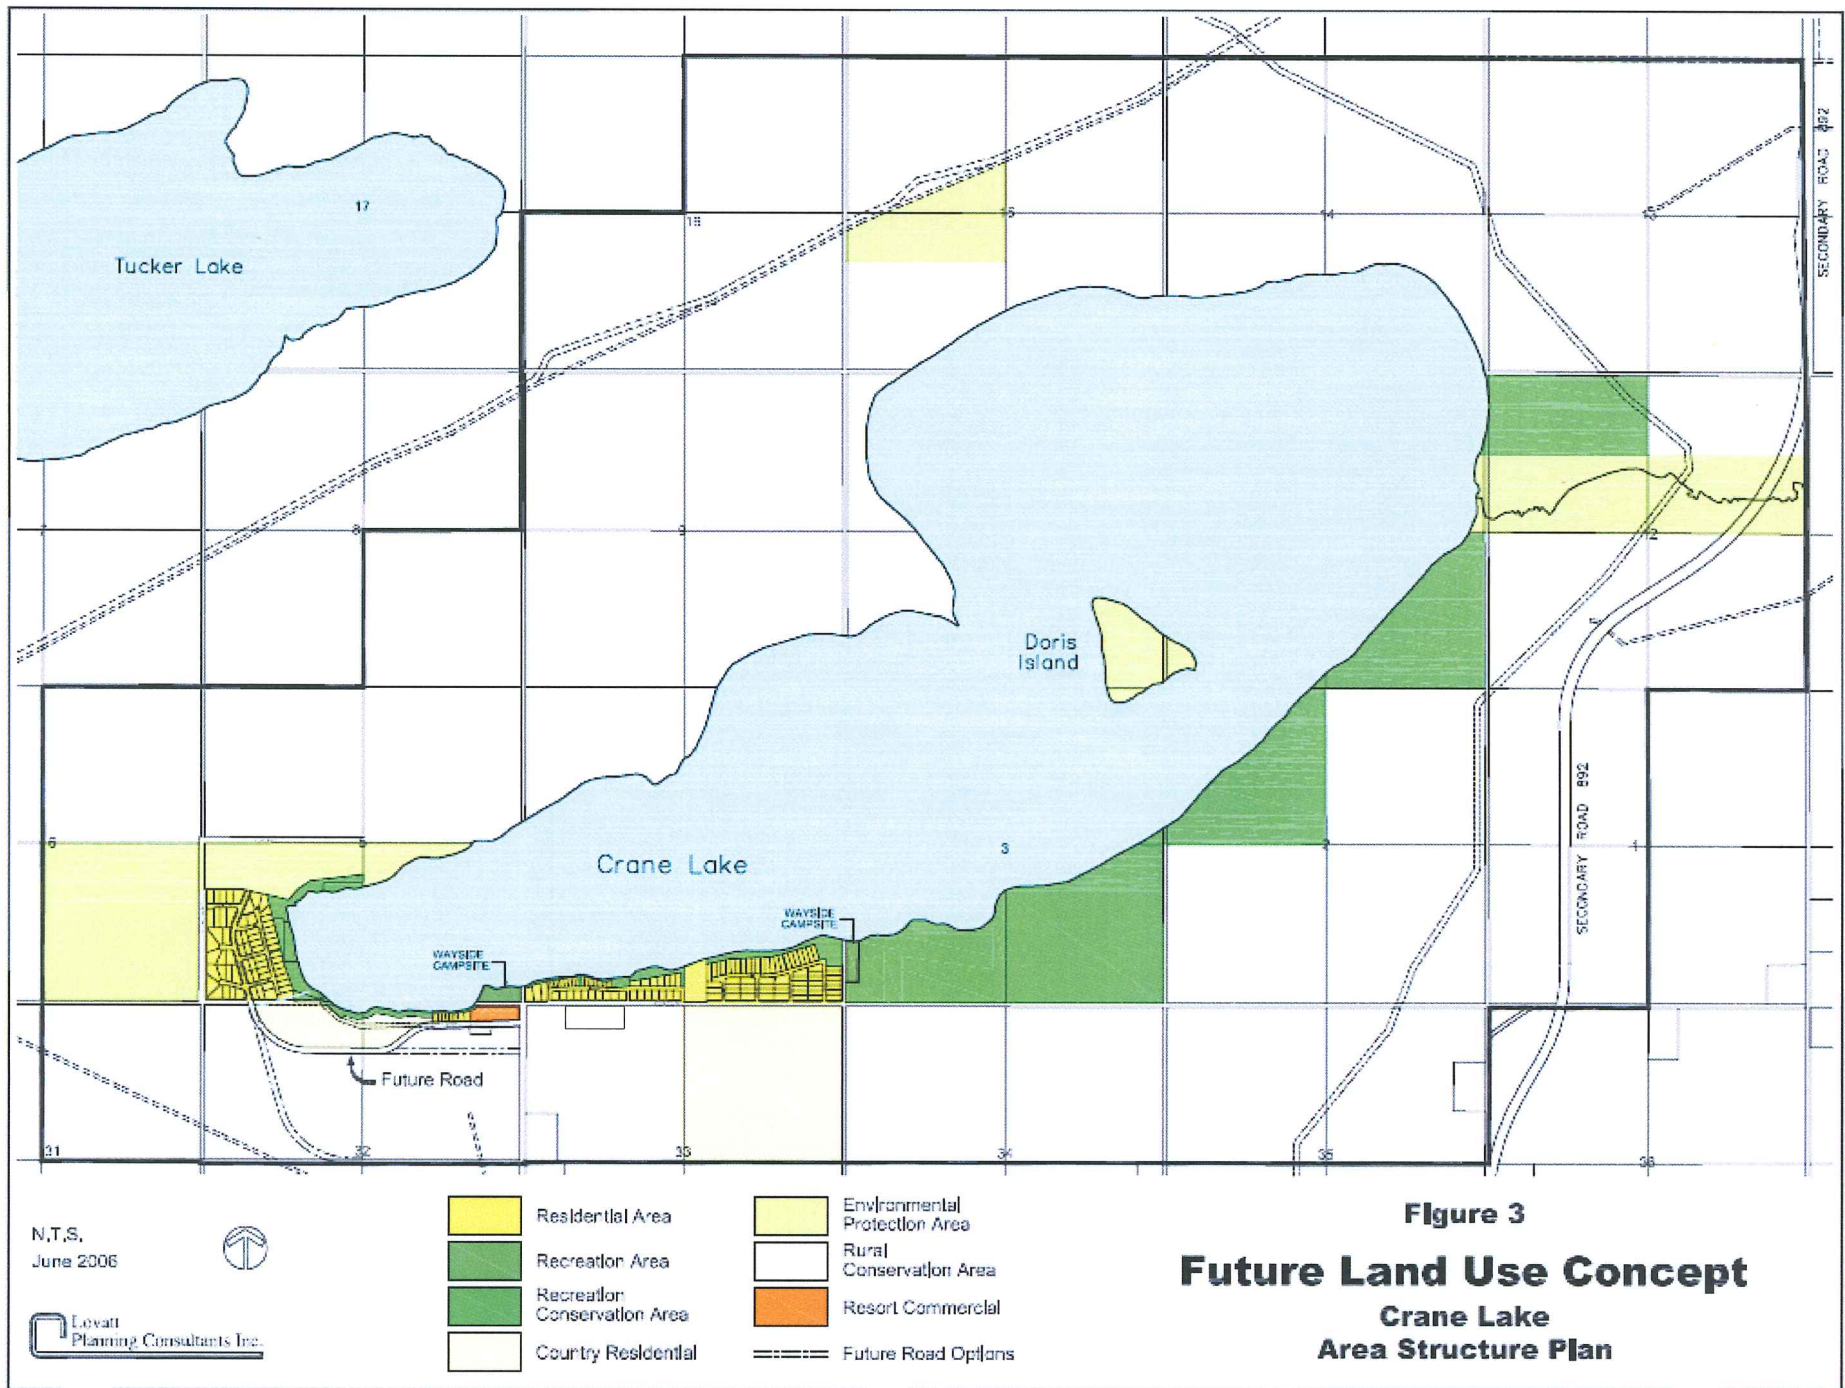 SECONDARY ROAD 892
17
Tucker Lake
16
15
14
13
7
8
9
12
Doris
Island
SECONDARY ROAD 892
6
5
Crane Lake
3
2
1
WAYSIDE
CAMPSITE
WAYSIDE
CAMPSITE
Future Road
31
32
33
34
35
36
N.T.S.
June 2006
Lovatt
Planning Consultants Inc.
Residential Area
Recreation Area
Recreation
Conservation Area
Country Residential
Environmental
Protection Area
Rural
Conservation Area
Resort Commercial
Future Road Options
Figure 3
Future Land Use Concept
Crane Lake
Area Structure Plan